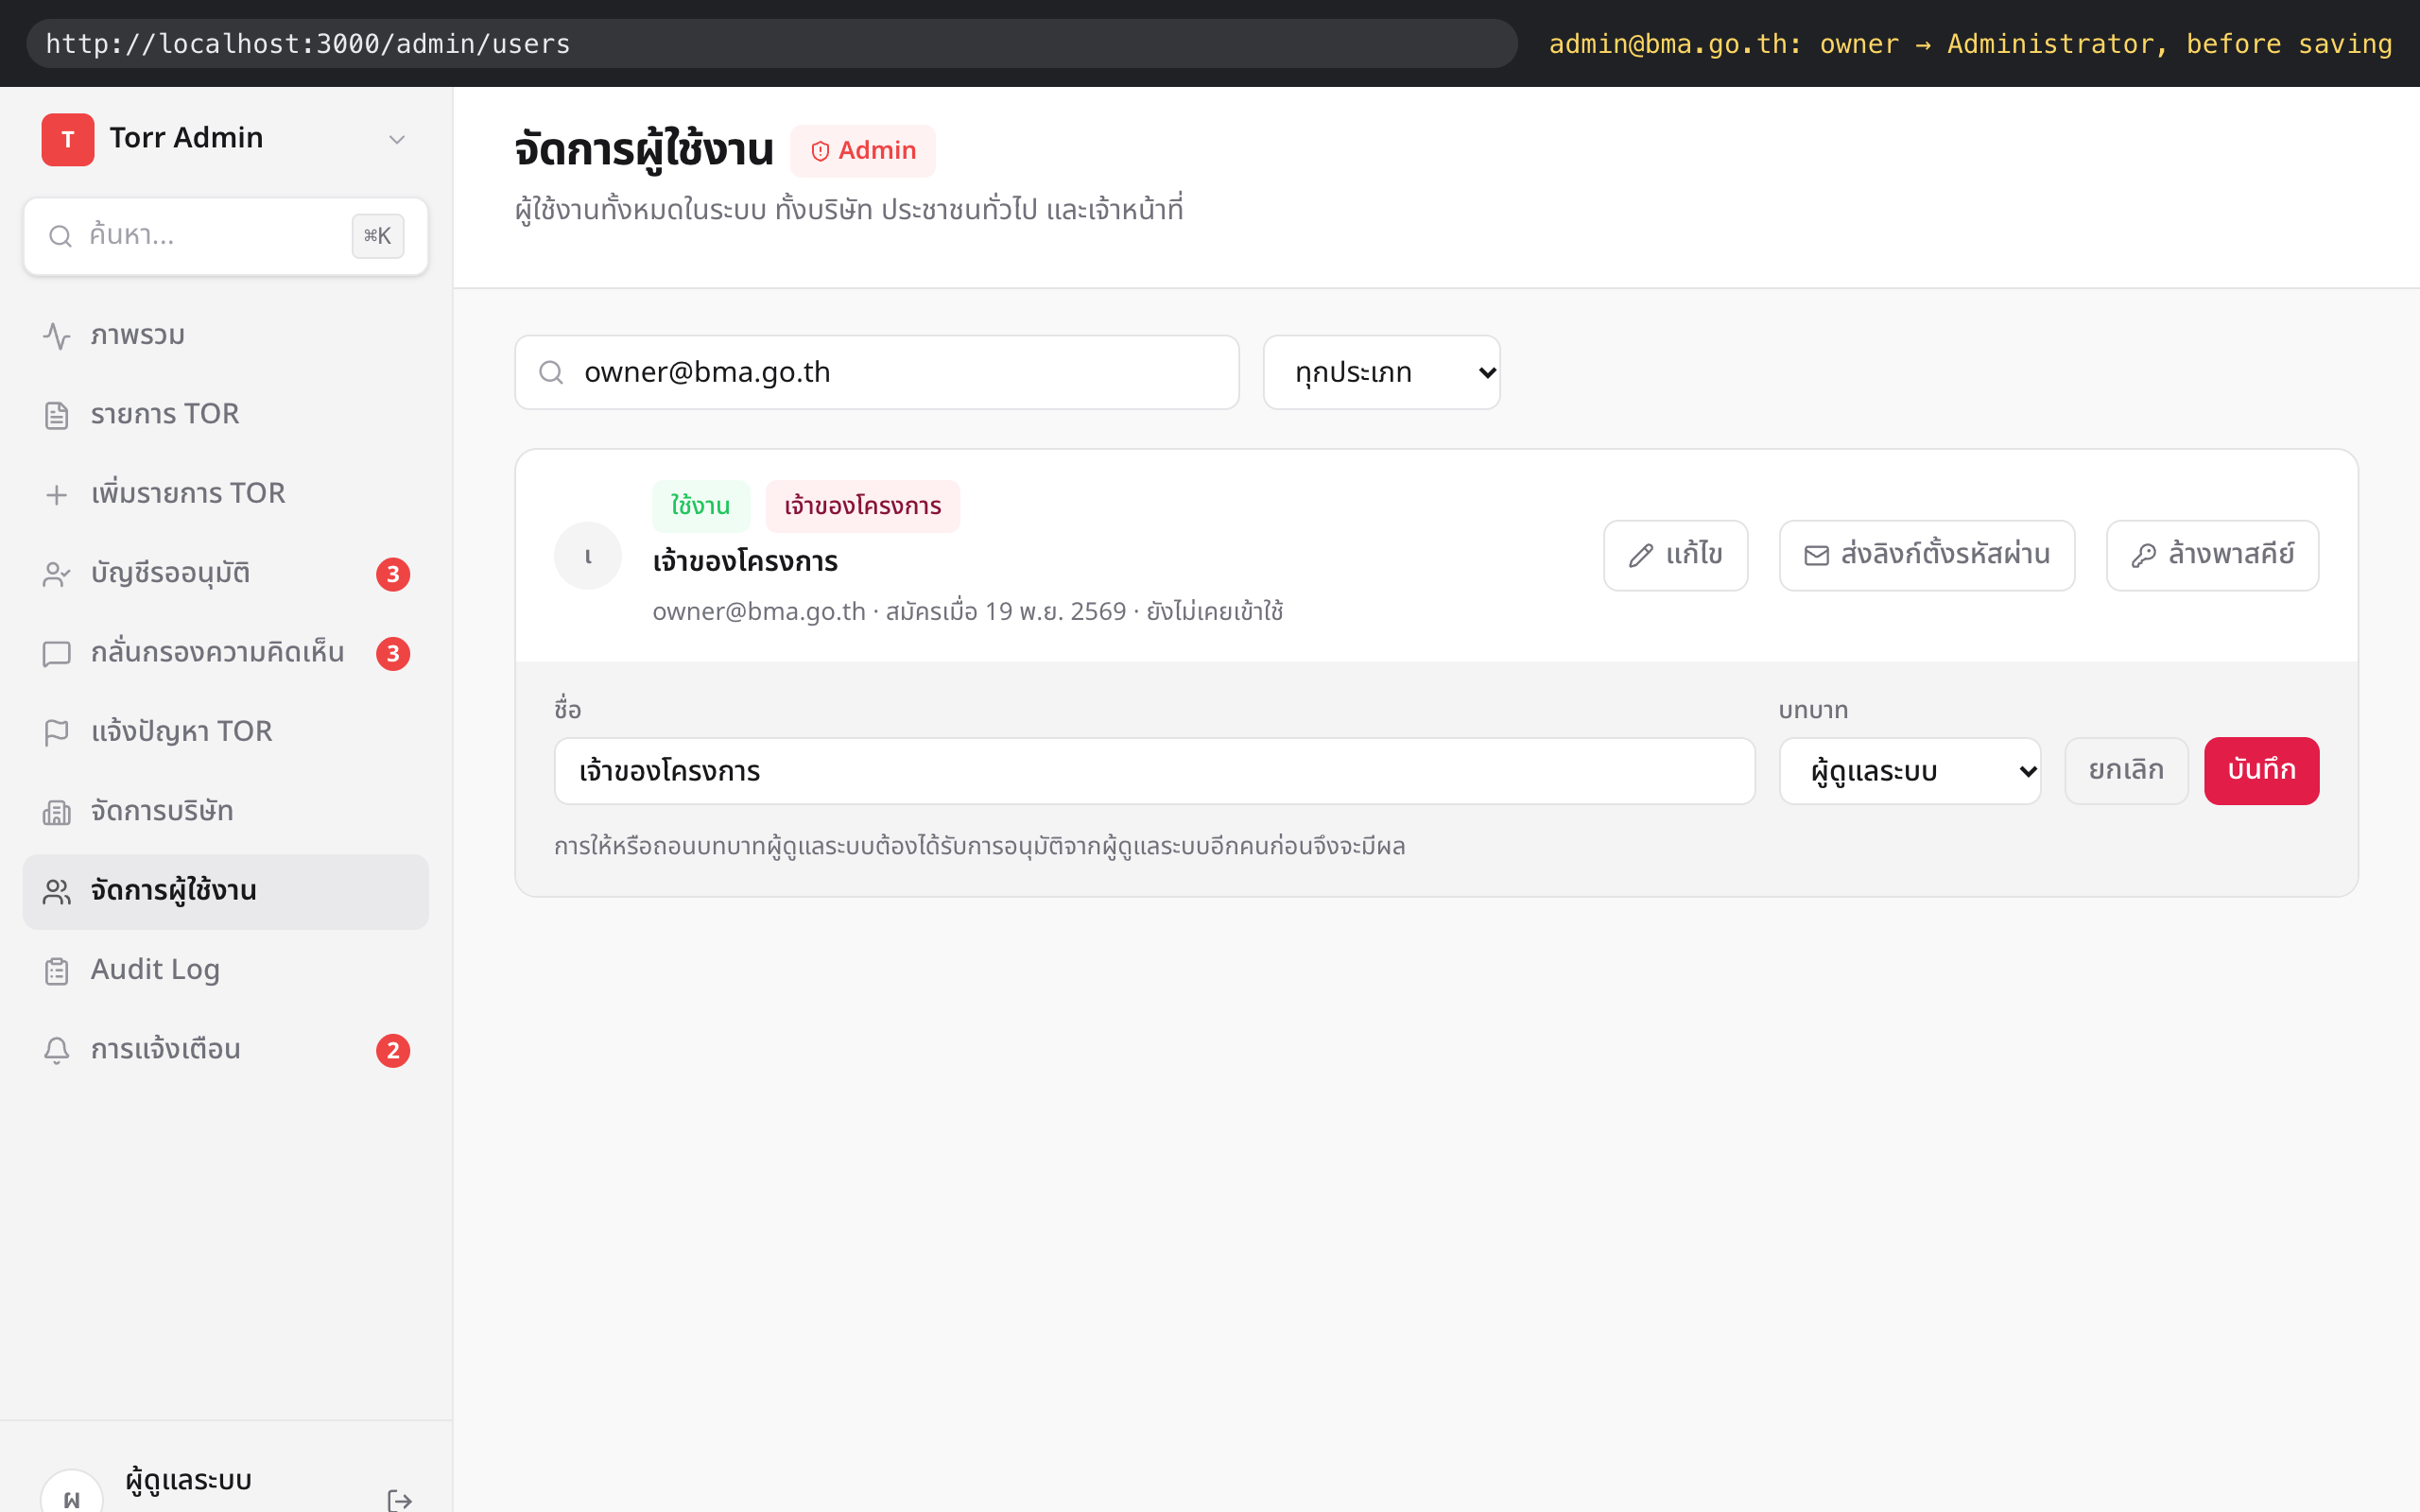 http://localhost:3000/admin/users
admin@bma.go.th: owner → Administrator, before saving
T Torr Admin
ค้นหา... ⌘K
ภาพรวม
รายการ TOR
เพิ่มรายการ TOR
บัญชีรออนุมัติ 3
กลั่นกรองความคิดเห็น 3
แจ้งปัญหา TOR
จัดการบริษัท
จัดการผู้ใช้งาน
Audit Log
การแจ้งเตือน 2
ผ ผู้ดูแลระบบ
จัดการผู้ใช้งาน Admin
ผู้ใช้งานทั้งหมดในระบบ ทั้งบริษัท ประชาชนทั่วไป และเจ้าหน้าที่
owner@bma.go.th ทุกประเภท
ใช้งาน เจ้าของโครงการ
เ เจ้าของโครงการ
owner@bma.go.th · สมัครเมื่อ 19 พ.ย. 2569 · ยังไม่เคยเข้าใช้
แก้ไข ส่งลิงก์ตั้งรหัสผ่าน ล้างพาสคีย์
ชื่อ บทบาท
เจ้าของโครงการ ผู้ดูแลระบบ ยกเลิก บันทึก
การให้หรือถอนบทบาทผู้ดูแลระบบต้องได้รับการอนุมัติจากผู้ดูแลระบบอีกคนก่อนจึงจะมีผล